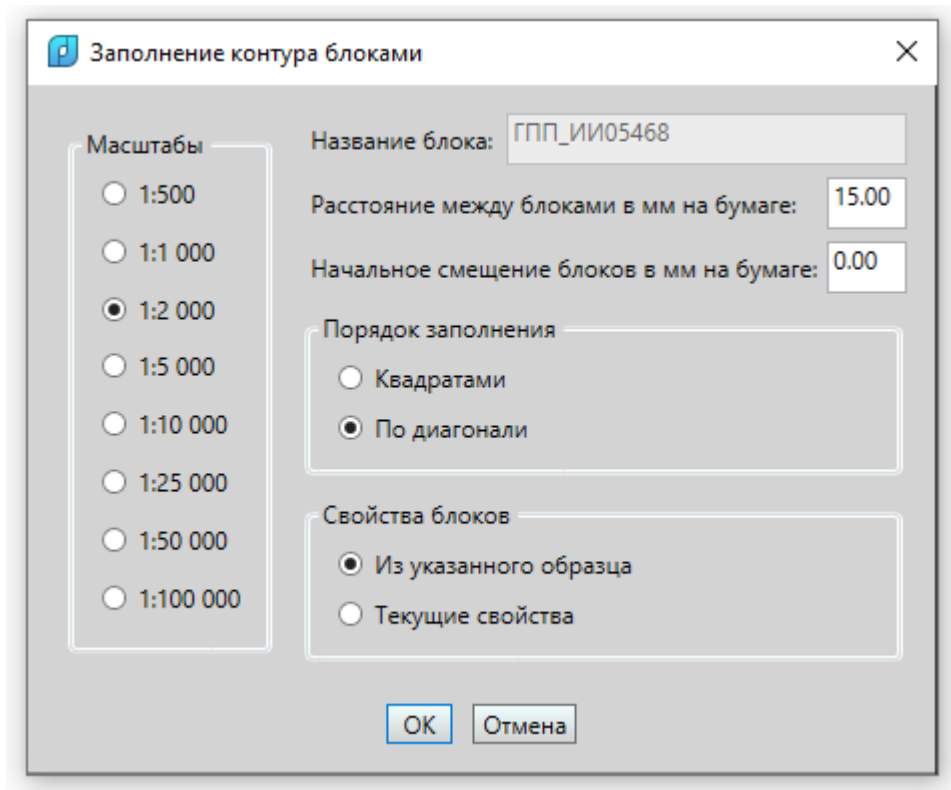 Заполнение контура блоками
Масштабы
1:500
1:1 000
1:2 000
1:5 000
1:10 000
1:25 000
1:50 000
1:100 000
Название блока: ГПП_ИИ05468
Расстояние между блоками в мм на бумаге: 15.00
Начальное смещение блоков в мм на бумаге: 0.00
Порядок заполнения
Квадратами
По диагонали
Свойства блоков
Из указанного образца
Текущие свойства
ОК Отмена